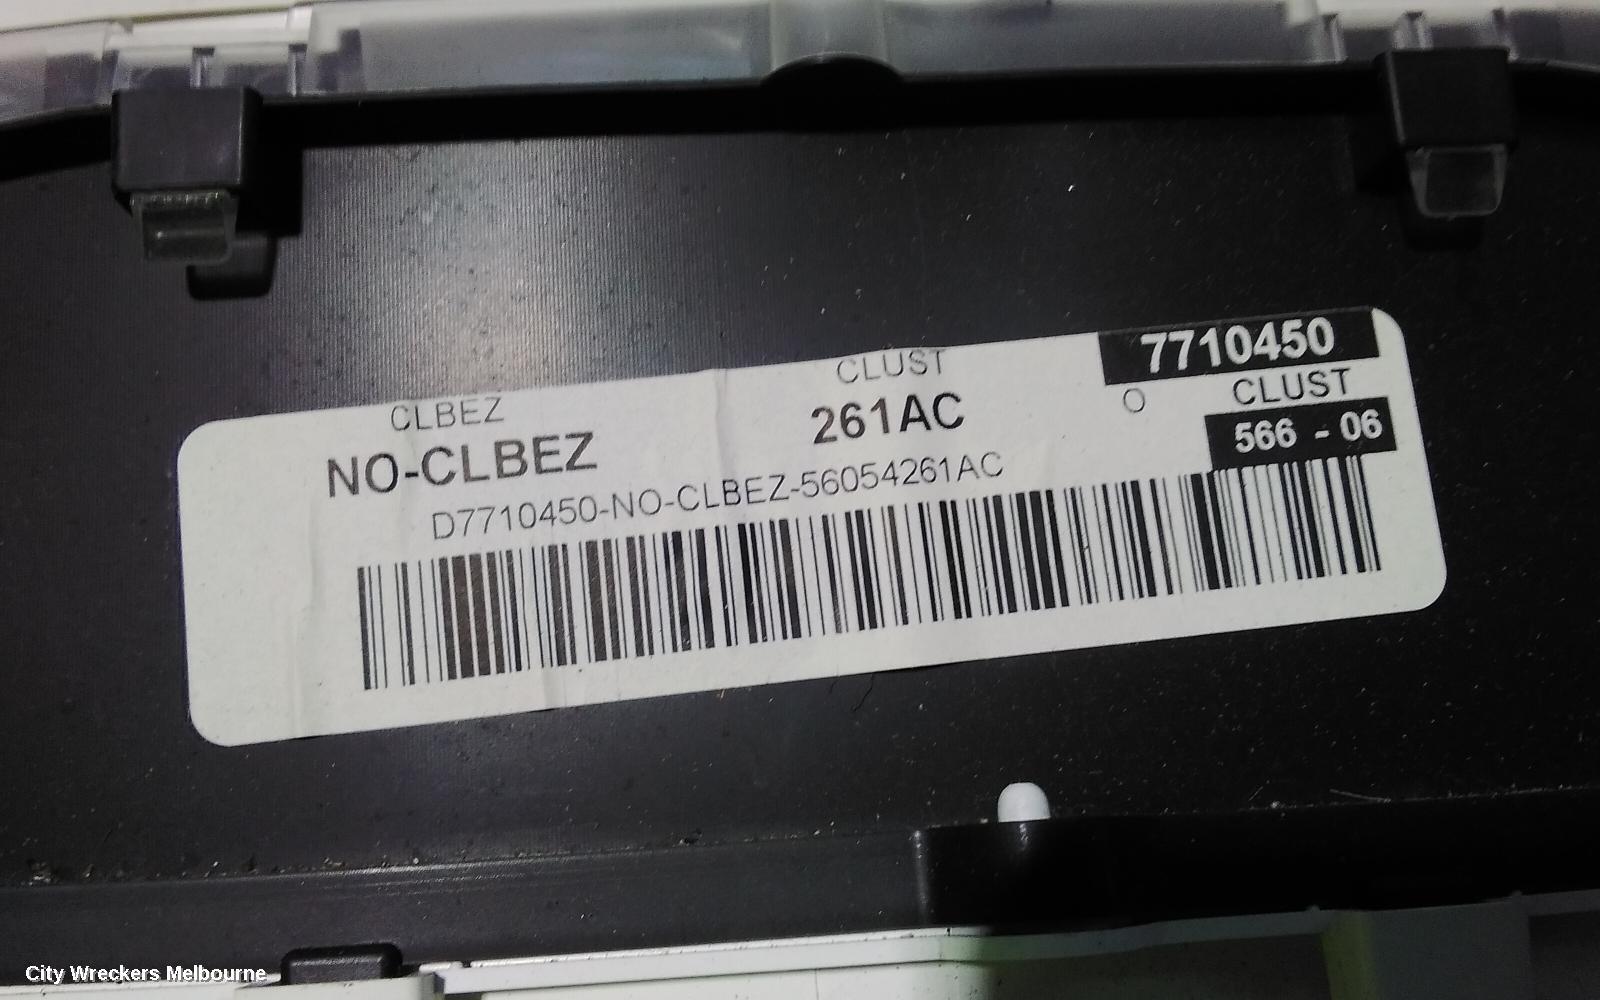 7710450
CLBEZ
CLUST
O
CLUST
NO-CLBEZ
261AC
566 - 06
D7710450-NO-CLBEZ-56054261AC
City Wreckers Melbourne